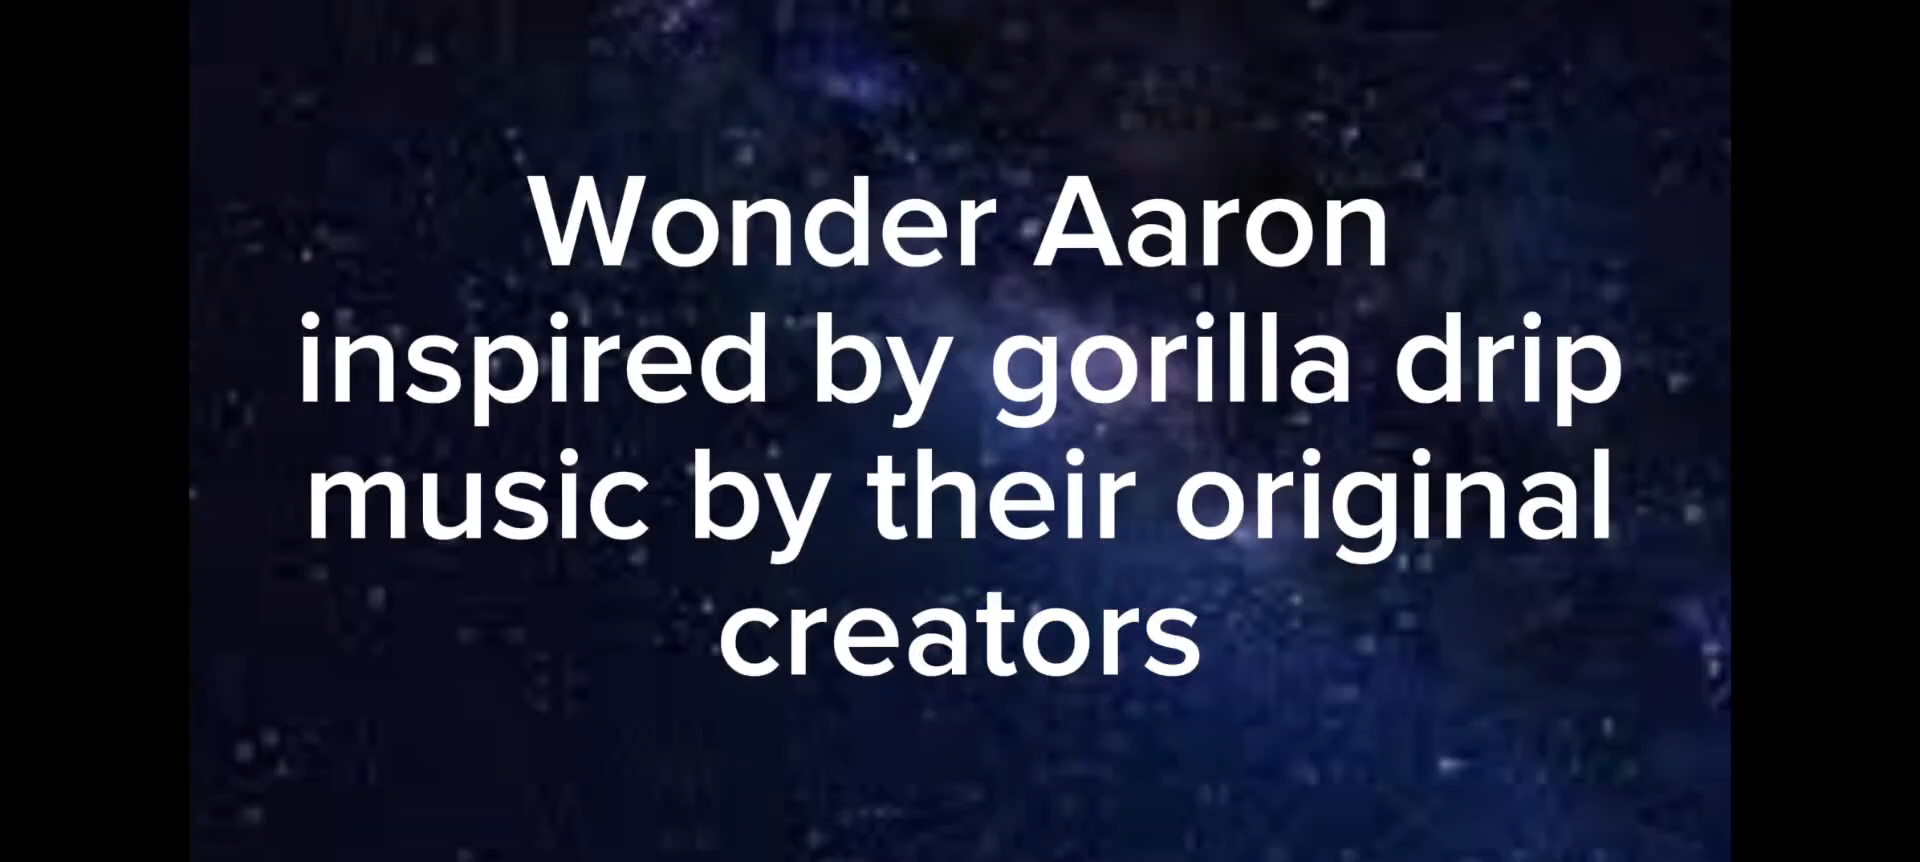 Wonder Aaron
inspired by gorilla drip
music by their original
creators